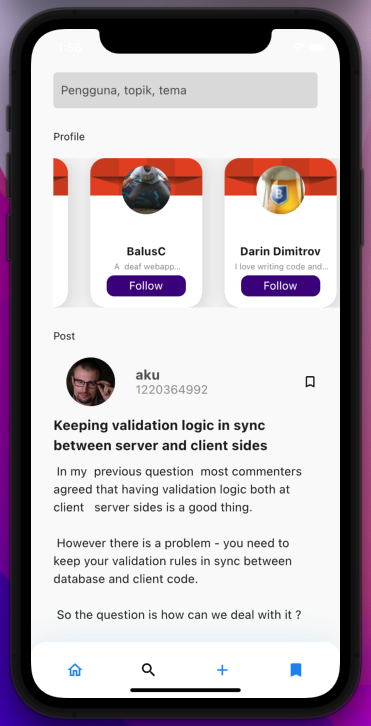 1:56
Pengguna, topik, tema
Profile
BalusC
A deaf webapp...
Follow
Darin Dimitrov
I love writing code and...
Follow
Post
aku
1220364992
Keeping validation logic in sync
between server and client sides
In my previous question most commenters
agreed that having validation logic both at
client server sides is a good thing.
However there is a problem - you need to
keep your validation rules in sync between
database and client code.
So the question is how can we deal with it ?